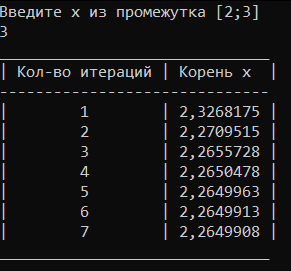 Введите x из промежутка [2;3]
3
| Кол-во итераций | Корень x |
| 1 | 2,3268175 |
| 2 | 2,2709515 |
| 3 | 2,2655728 |
| 4 | 2,2650478 |
| 5 | 2,2649963 |
| 6 | 2,2649913 |
| 7 | 2,2649908 |